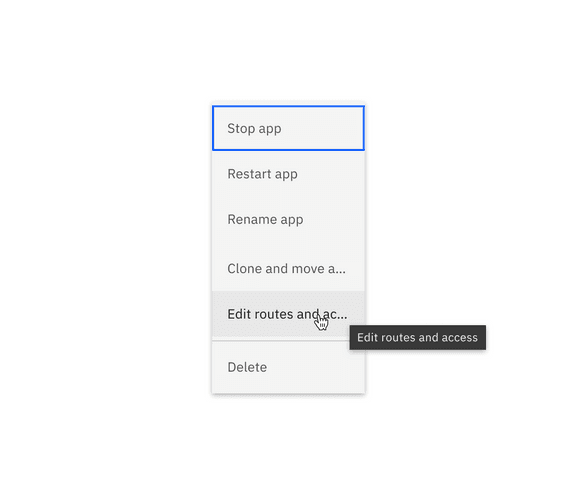 Stop app
Restart app
Rename app
Clone and move a...
Edit routes and ac...
Edit routes and access
Delete